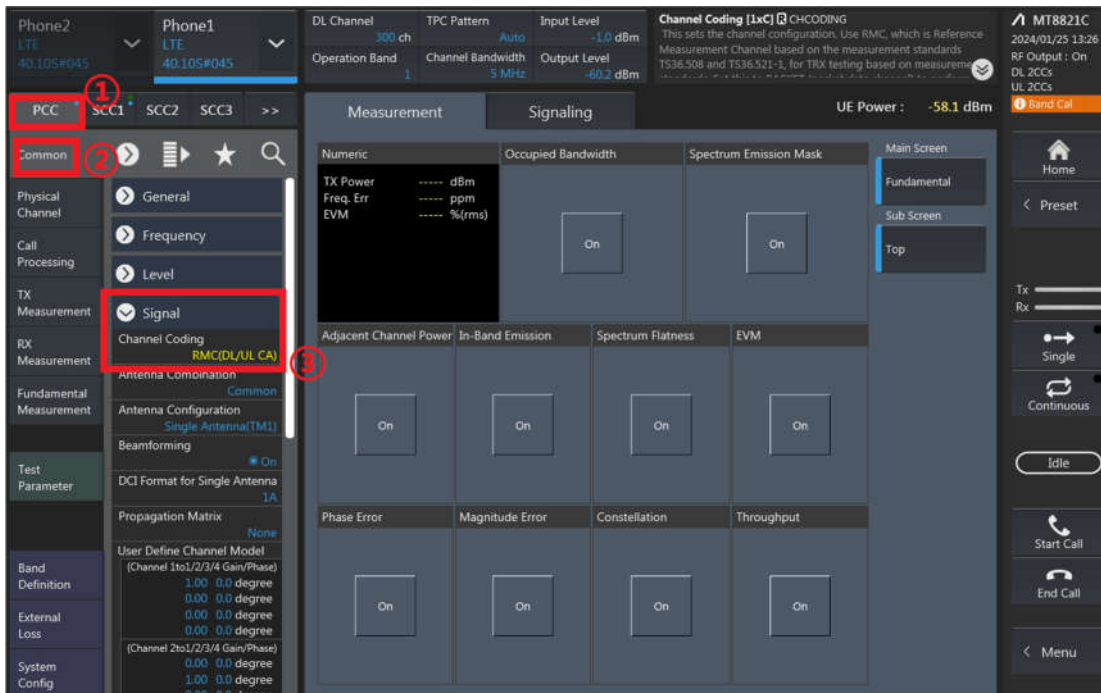 Phone2
LTE
40.10S#045
Phone1
LTE
40.10S#045
DL Channel
300 ch
TPC Pattern
Auto
Input Level
-1.0 dBm
Operation Band
1
Channel Bandwidth
5 MHz
Output Level
-60.2 dBm
Channel Coding [1xC] R CHCODING
This sets the channel configuration. Use RMC, which is Reference
Measurement Channel based on the measurement standards
TS36.508 and TS36.521-1, for TRX testing based on measureme
MT8821C
2024/01/25 13:26
RF Output : On
DL 2CCs
UL 2CCs
Band Cal
①
PCC
SCC1
SCC2
SCC3
>>
Measurement
Signaling
UE Power :
-58.1 dBm
Common
②
Physical
Channel
Call
Processing
TX
Measurement
RX
Measurement
Fundamental
Measurement
Test
Parameter
Band
Definition
External
Loss
System
Config
General
Frequency
Level
Signal
Channel Coding
RMC(DL/UL CA)
③
Antenna Combination
Common
Antenna Configuration
Single Antenna(TM1)
Beamforming
On
DCI Format for Single Antenna
1A
Propagation Matrix
None
User Define Channel Model
(Channel 1to1/2/3/4 Gain/Phase)
1.00 0.0 degree
0.00 0.0 degree
0.00 0.0 degree
0.00 0.0 degree
(Channel 2to1/2/3/4 Gain/Phase)
0.00 0.0 degree
1.00 0.0 degree
Numeric
TX Power ----- dBm
Freq. Err ----- ppm
EVM ----- %(rms)
Occupied Bandwidth
On
Spectrum Emission Mask
On
Adjacent Channel Power
On
In-Band Emission
On
Spectrum Flatness
On
EVM
On
Phase Error
On
Magnitude Error
On
Constellation
On
Throughput
On
Main Screen
Fundamental
Sub Screen
Top
Home
< Preset
Tx
Rx
Single
Continuous
Idle
Start Call
End Call
< Menu